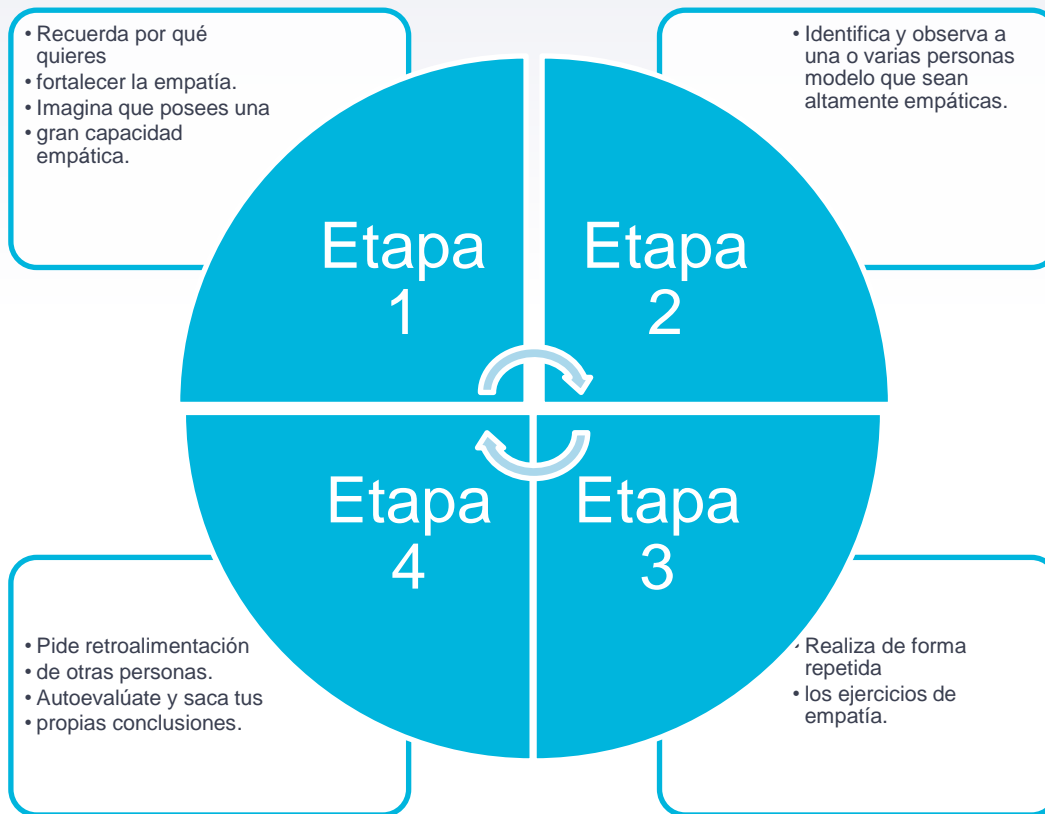 • Recuerda por qué
quieres
• fortalecer la empatía.
• Imagina que posees una
• gran capacidad
empática.
• Identifica y observa a
una o varias personas
modelo que sean
altamente empáticas.
Etapa
1
Etapa
2
Etapa
4
Etapa
3
• Pide retroalimentación
• de otras personas.
• Autoevalúate y saca tus
• propias conclusiones.
• Realiza de forma
repetida
• los ejercicios de
empatía.